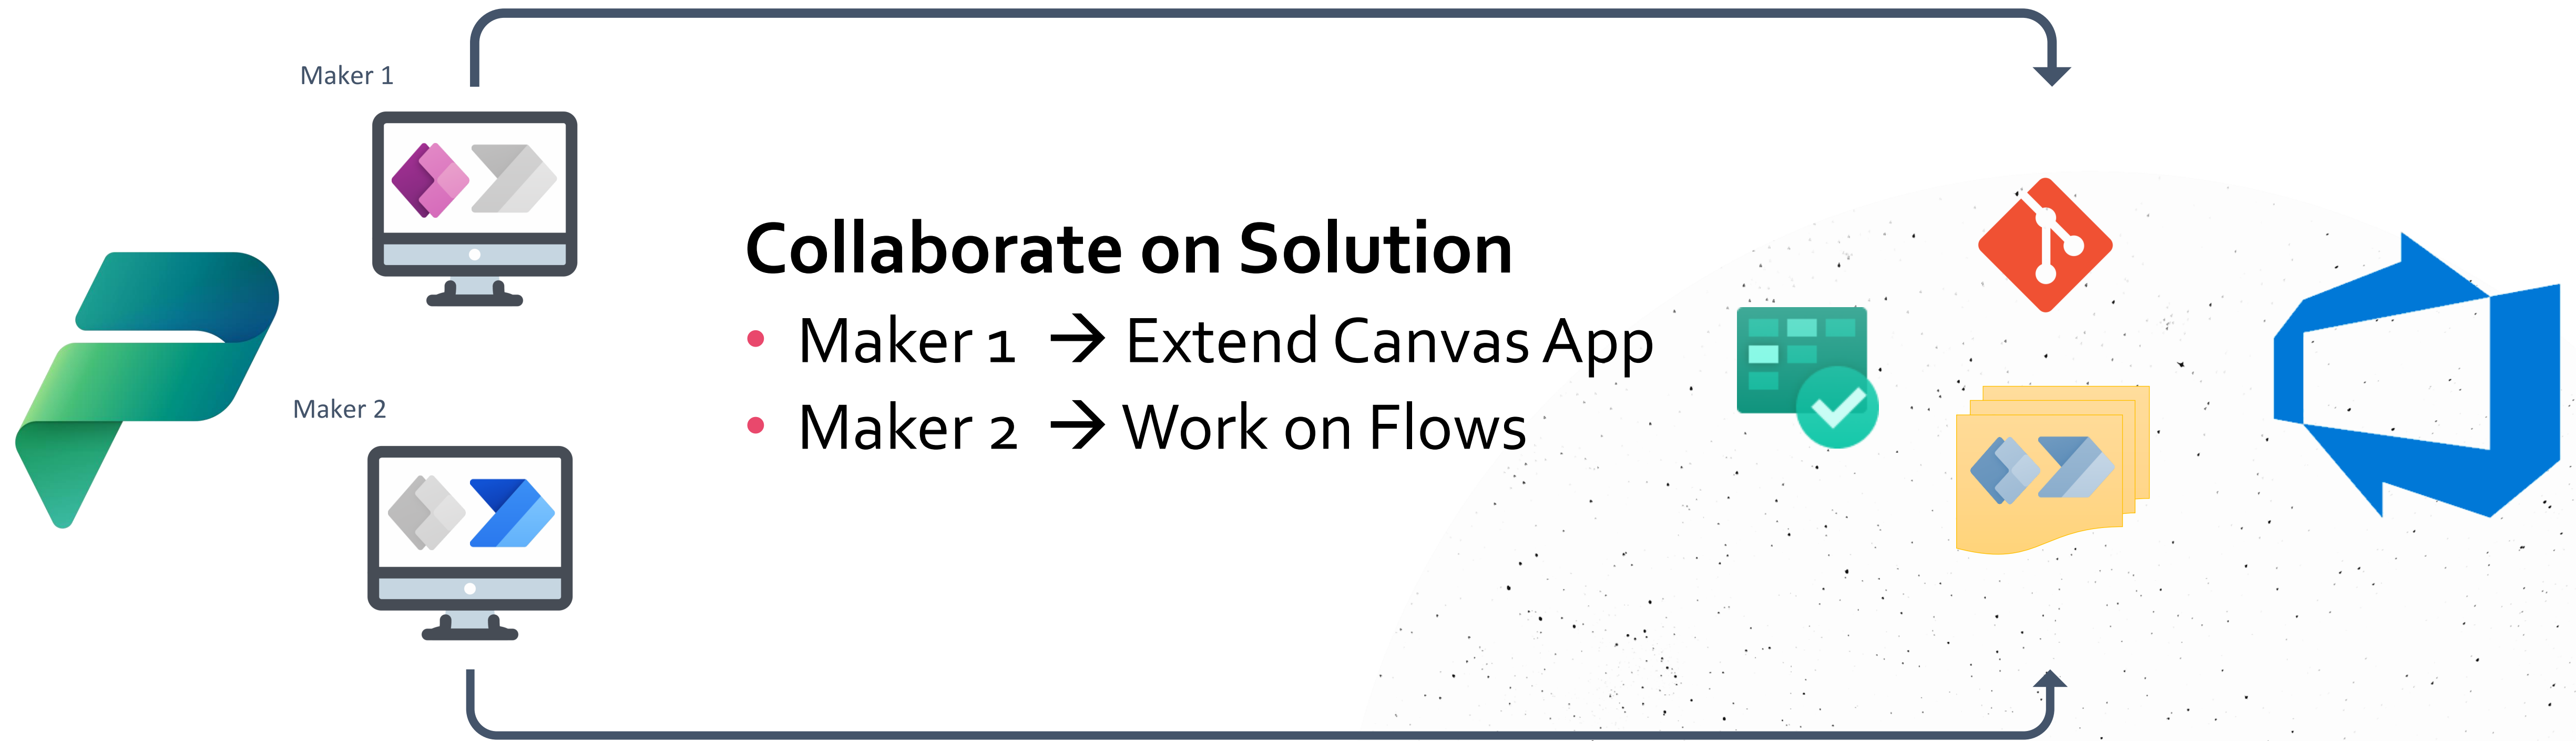 Maker 1
Collaborate on Solution
• Maker 1 → Extend Canvas App
• Maker 2 → Work on Flows
Maker 2